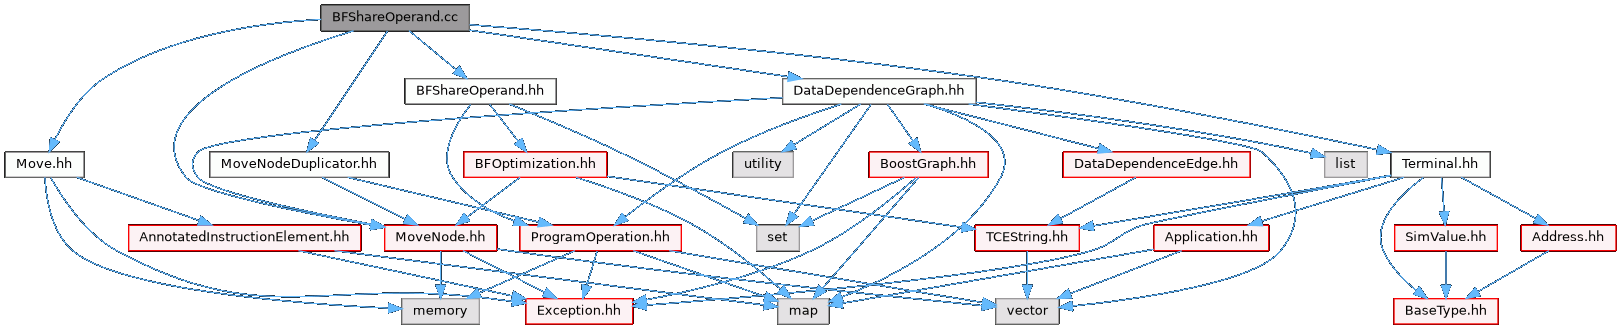 BFShareOperand.cc
BFShareOperand.hh
DataDependenceGraph.hh
Move.hh
MoveNodeDuplicator.hh
BFOptimization.hh
utility
BoostGraph.hh
DataDependenceEdge.hh
list
Terminal.hh
AnnotatedInstructionElement.hh
MoveNode.hh
ProgramOperation.hh
set
TCEString.hh
Application.hh
SimValue.hh
Address.hh
memory
Exception.hh
map
vector
BaseType.hh